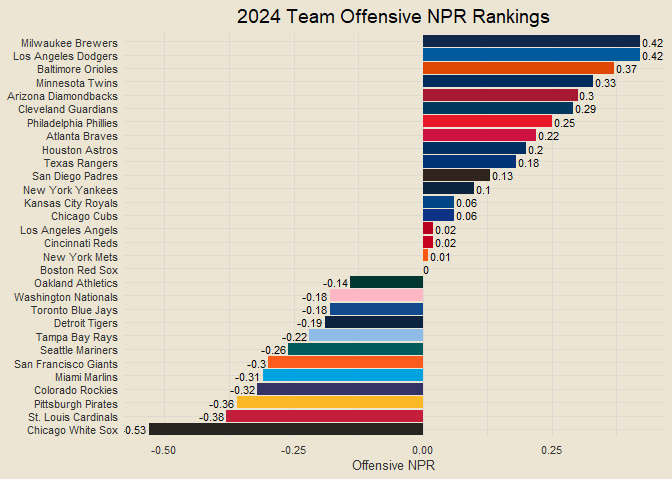 2024 Team Offensive NPR Rankings
Milwaukee Brewers 0.42
Los Angeles Dodgers 0.42
Baltimore Orioles 0.37
Minnesota Twins 0.33
Arizona Diamondbacks 0.3
Cleveland Guardians 0.29
Philadelphia Phillies 0.25
Atlanta Braves 0.22
Houston Astros 0.2
Texas Rangers 0.18
San Diego Padres 0.13
New York Yankees 0.1
Kansas City Royals 0.06
Chicago Cubs 0.06
Los Angeles Angels 0.02
Cincinnati Reds 0.02
New York Mets 0.01
Boston Red Sox 0
Oakland Athletics -0.14
Washington Nationals -0.18
Toronto Blue Jays -0.18
Detroit Tigers -0.19
Tampa Bay Rays -0.22
Seattle Mariners -0.26
San Francisco Giants -0.3
Miami Marlins -0.31
Colorado Rockies -0.32
Pittsburgh Pirates -0.36
St. Louis Cardinals -0.38
Chicago White Sox -0.53
-0.50 -0.25 0.00 0.25
Offensive NPR